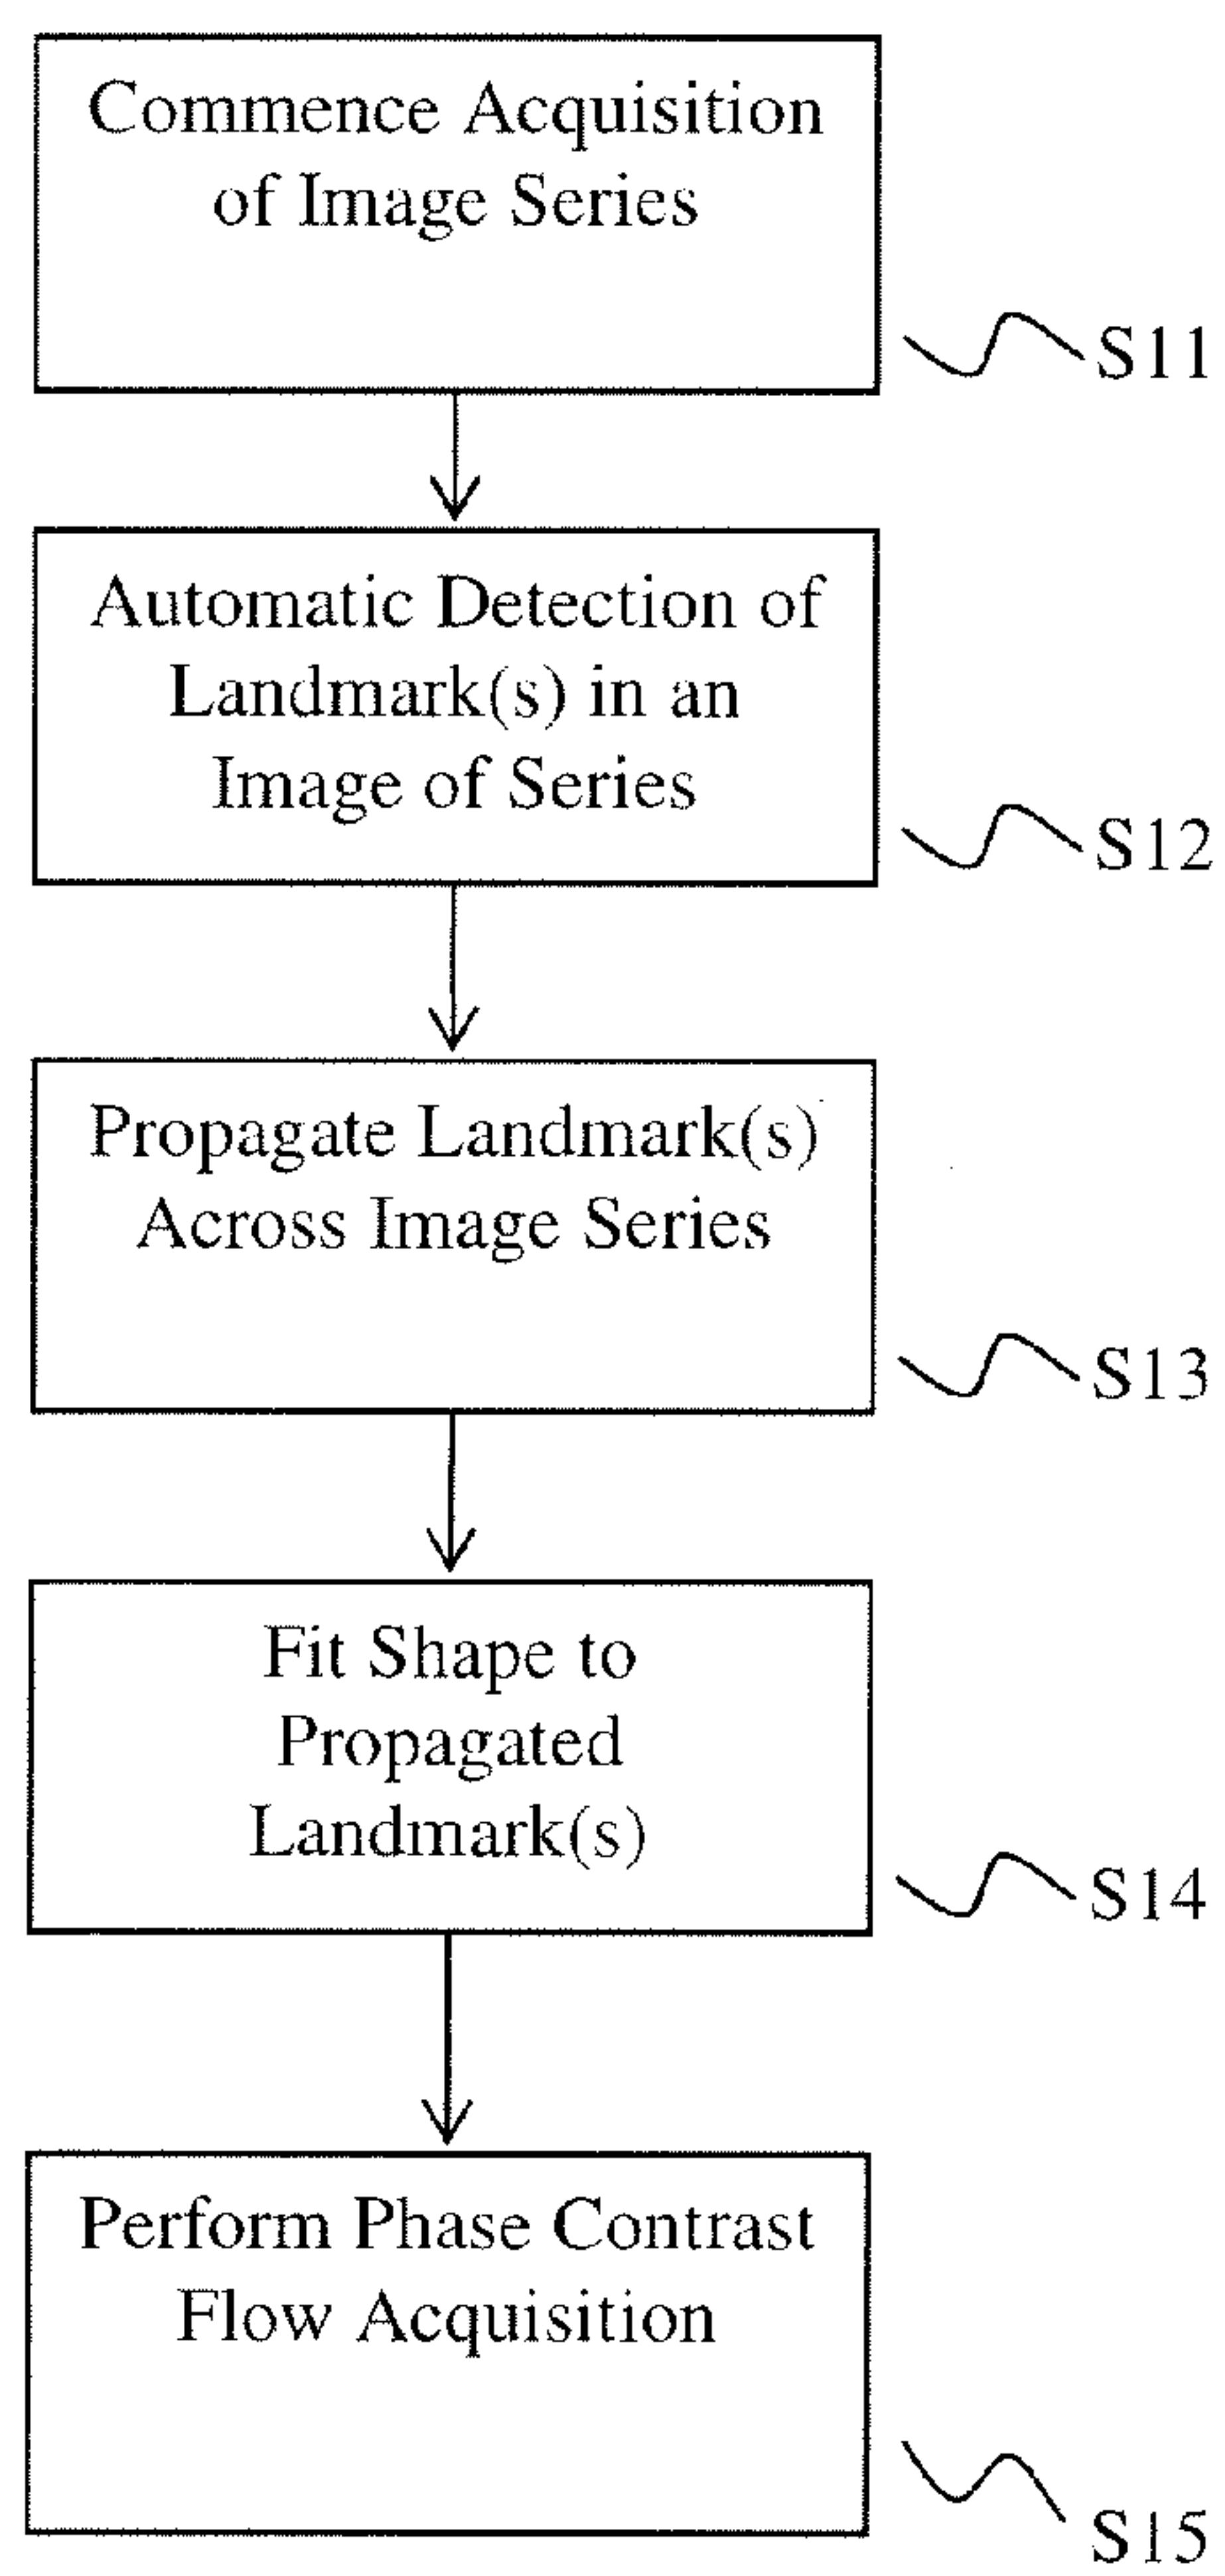 Commence Acquisition
of Image Series
S11
Automatic Detection of
Landmark(s) in an
Image of Series
S12
Propagate Landmark(s)
Across Image Series
S13
Fit Shape to
Propagated
Landmark(s)
S14
Perform Phase Contrast
Flow Acquisition
S15